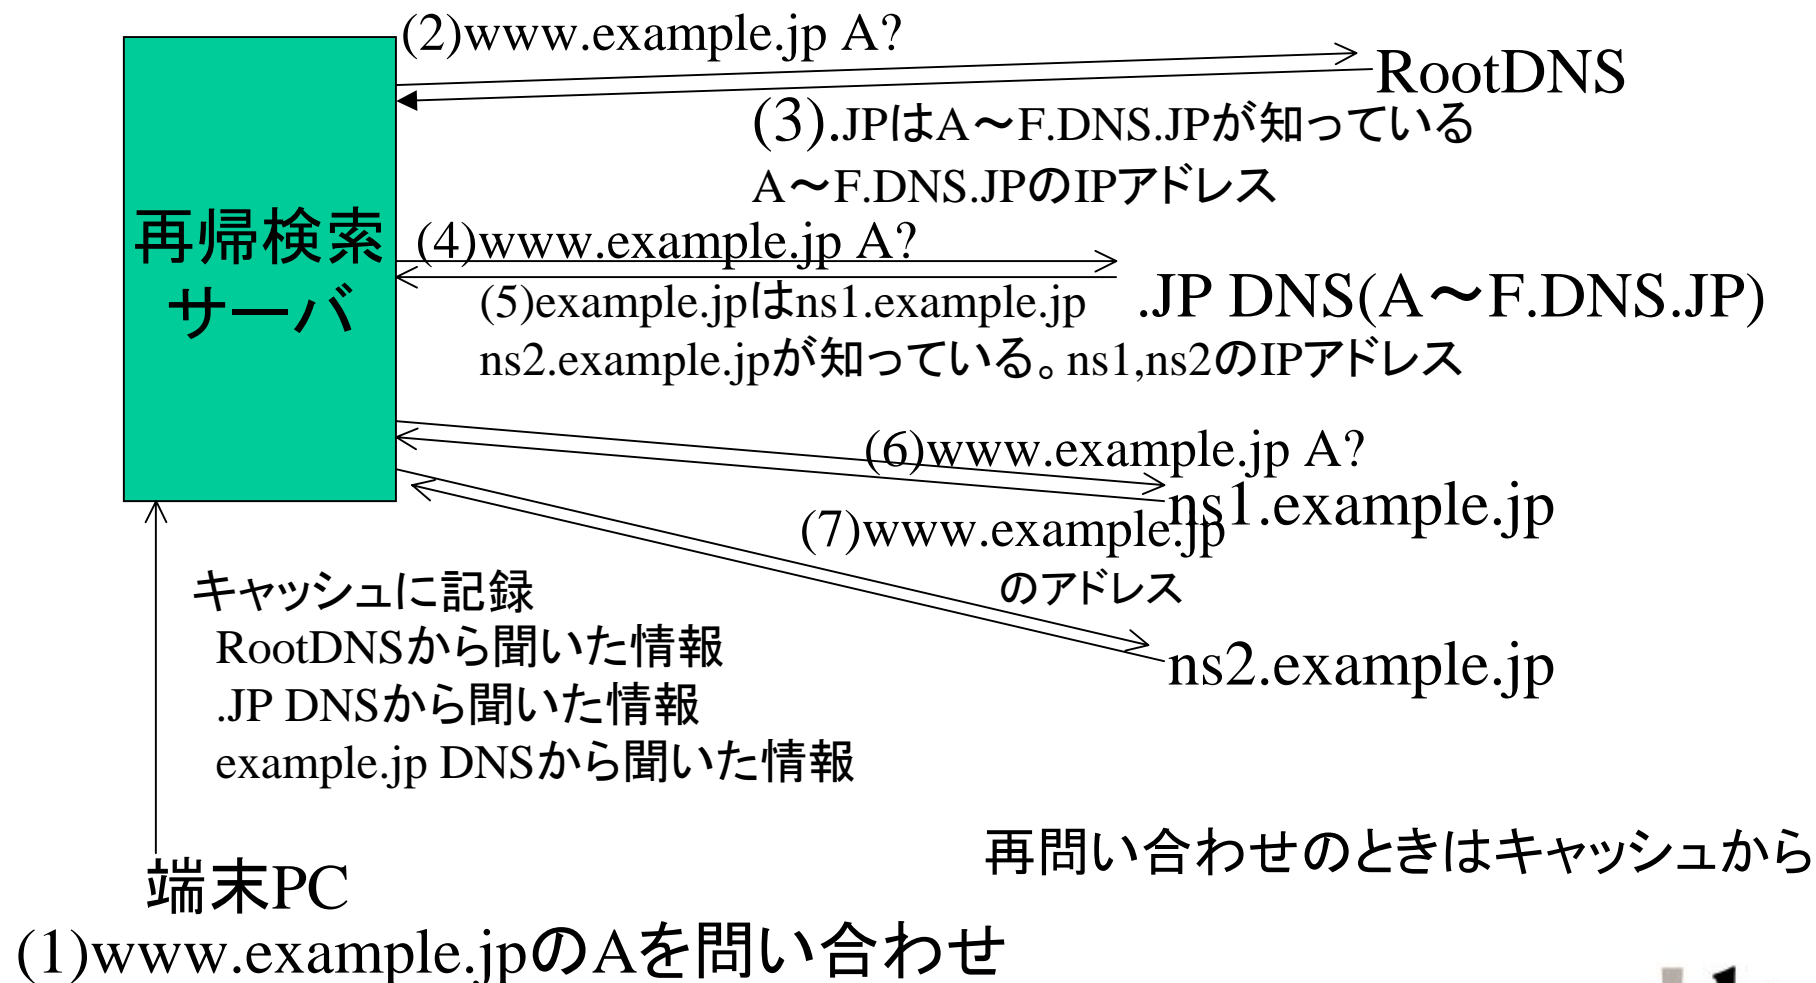 (2)www.example.jp A?
RootDNS
(3).JPはA～F.DNS.JPが知っている
A～F.DNS.JPのIPアドレス
再帰検索
サーバ
(4)www.example.jp A?
.JP DNS(A～F.DNS.JP)
(5)example.jpはns1.example.jp
ns2.example.jpが知っている。ns1,ns2のIPアドレス
(6)www.example.jp A?
ns1.example.jp
(7)www.example.jp
のアドレス
ns2.example.jp
キャッシュに記録
RootDNSから聞いた情報
.JP DNSから聞いた情報
example.jp DNSから聞いた情報
再問い合わせのときはキャッシュから
端末PC
(1)www.example.jpのAを問い合わせ